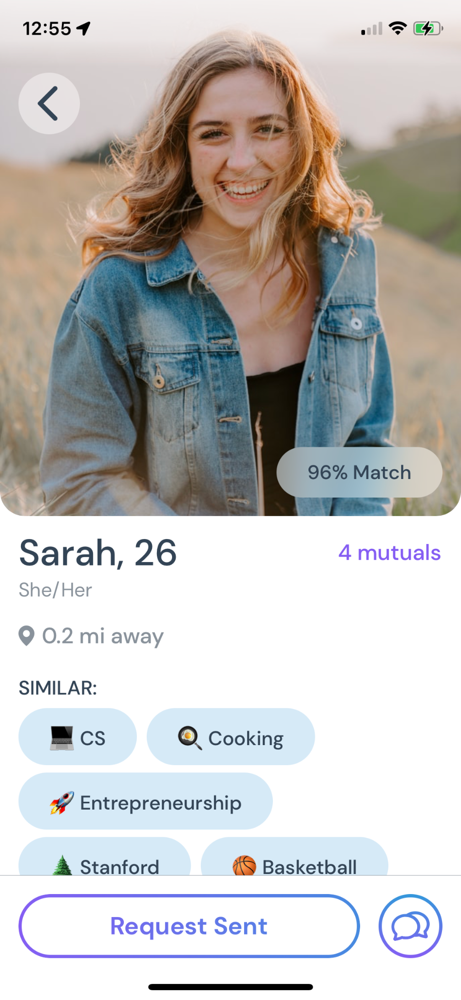 12:55
96% Match
Sarah, 26
4 mutuals
She/Her
0.2 mi away
SIMILAR:
CS
Cooking
Entrepreneurship
Stanford
Basketball
Request Sent